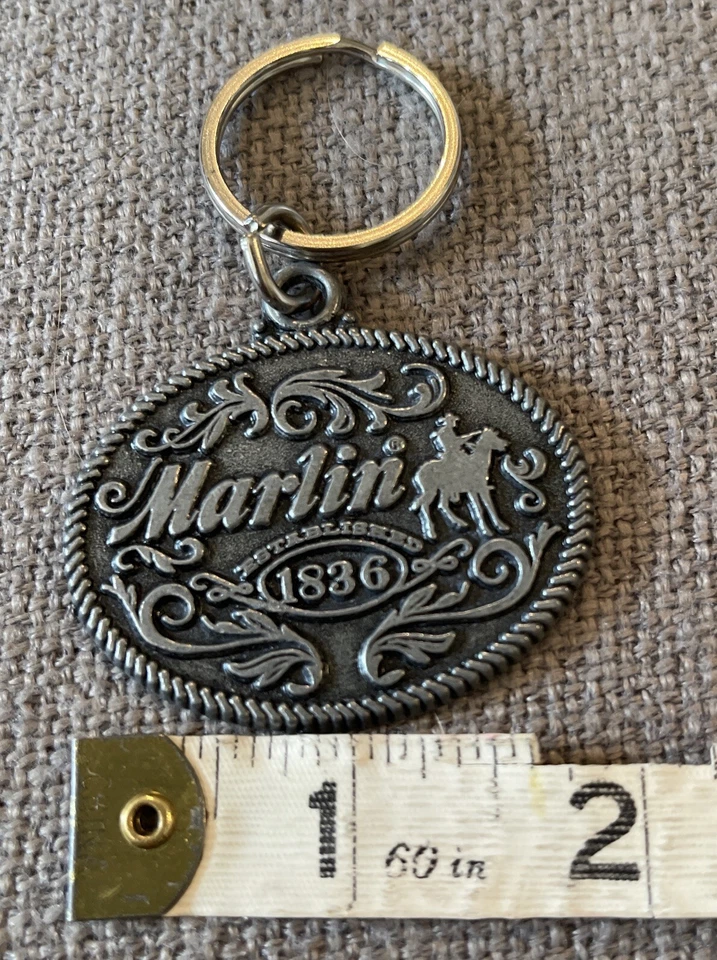 Marlin®
ESTABLISHED
1836
1 60 in 2